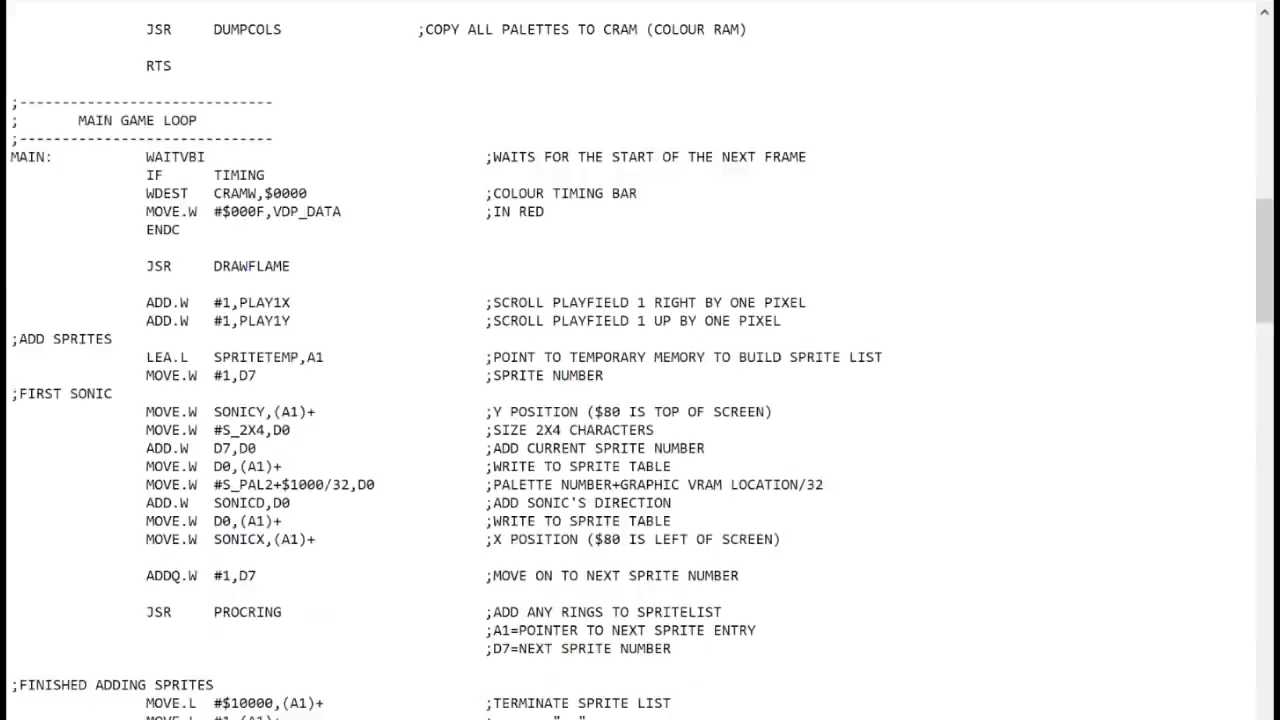 JSR DUMPCOLS ;COPY ALL PALETTES TO CRAM (COLOUR RAM)
RTS
;------------------------------
; MAIN GAME LOOP
;------------------------------
MAIN: WAITVBI ;WAITS FOR THE START OF THE NEXT FRAME
IF TIMING
WDEST CRAMW,$0000 ;COLOUR TIMING BAR
MOVE.W #$000F,VDP_DATA ;IN RED
ENDC
JSR DRAWFLAME
ADD.W #1,PLAY1X ;SCROLL PLAYFIELD 1 RIGHT BY ONE PIXEL
ADD.W #1,PLAY1Y ;SCROLL PLAYFIELD 1 UP BY ONE PIXEL
;ADD SPRITES
LEA.L SPRITETEMP,A1 ;POINT TO TEMPORARY MEMORY TO BUILD SPRITE LIST
MOVE.W #1,D7 ;SPRITE NUMBER
;FIRST SONIC
MOVE.W SONICY,(A1)+ ;Y POSITION ($80 IS TOP OF SCREEN)
MOVE.W #S_2X4,D0 ;SIZE 2X4 CHARACTERS
ADD.W D7,D0 ;ADD CURRENT SPRITE NUMBER
MOVE.W D0,(A1)+ ;WRITE TO SPRITE TABLE
MOVE.W #S_PAL2+$1000/32,D0 ;PALETTE NUMBER+GRAPHIC VRAM LOCATION/32
ADD.W SONICD,D0 ;ADD SONIC'S DIRECTION
MOVE.W D0,(A1)+ ;WRITE TO SPRITE TABLE
MOVE.W SONICX,(A1)+ ;X POSITION ($80 IS LEFT OF SCREEN)
ADDQ.W #1,D7 ;MOVE ON TO NEXT SPRITE NUMBER
JSR PROCRING ;ADD ANY RINGS TO SPRITELIST
;A1=POINTER TO NEXT SPRITE ENTRY
;D7=NEXT SPRITE NUMBER
;FINISHED ADDING SPRITES
MOVE.L #$10000,(A1)+ ;TERMINATE SPRITE LIST